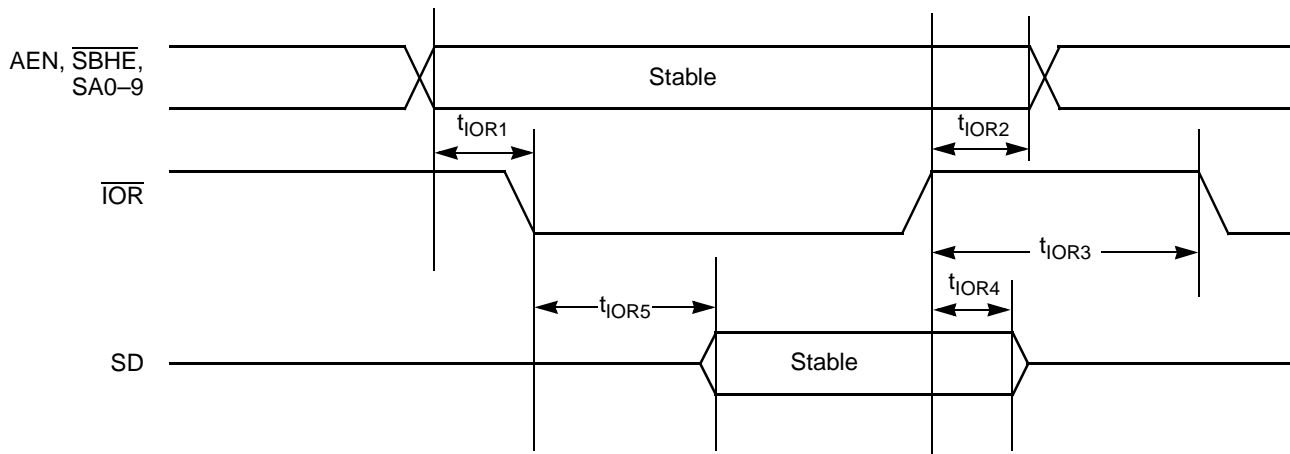 AEN, SBHE,
SA0–9
Stable
tIOR1
tIOR2
IOR
tIOR3
tIOR4
tIOR5
SD
Stable